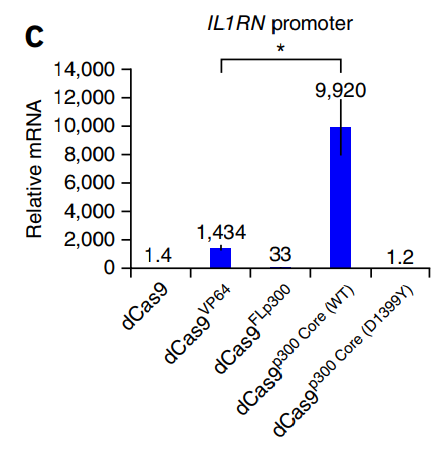 C
IL1RN promoter
*
Relative mRNA
14,000
12,000
10,000
8,000
6,000
4,000
2,000
0
1.4
1,434
33
9,920
1.2
dCas9
dCas9VP64
dCas9FLp300
dCas9p300 Core (WT)
dCas9p300 Core (D1399Y)